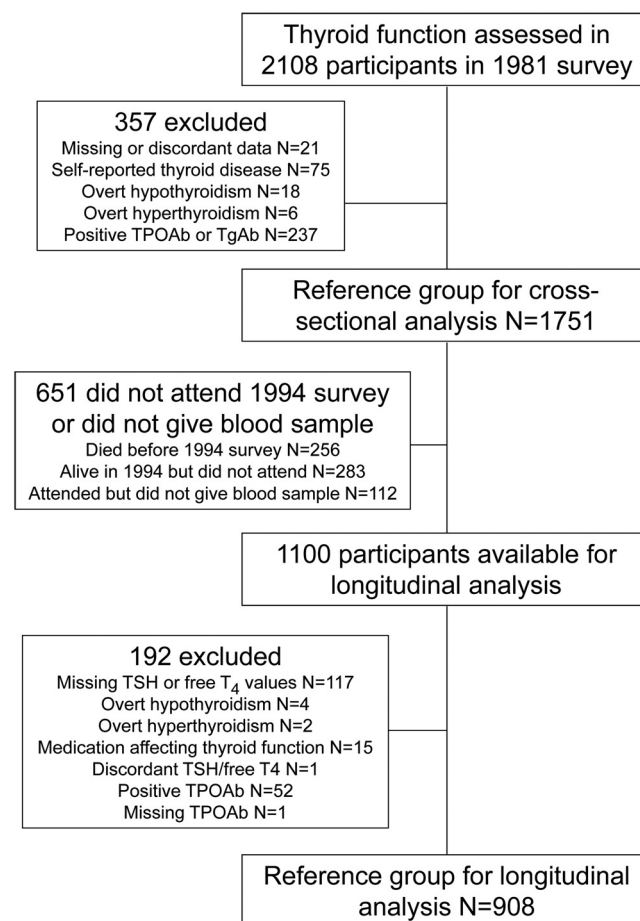 Thyroid function assessed in
2108 participants in 1981 survey
357 excluded
Missing or discordant data N=21
Self-reported thyroid disease N=75
Overt hypothyroidism N=18
Overt hyperthyroidism N=6
Positive TPOAb or TgAb N=237
Reference group for cross-
sectional analysis N=1751
651 did not attend 1994 survey
or did not give blood sample
Died before 1994 survey N=256
Alive in 1994 but did not attend N=283
Attended but did not give blood sample N=112
1100 participants available for
longitudinal analysis
192 excluded
Missing TSH or free T4 values N=117
Overt hypothyroidism N=4
Overt hyperthyroidism N=2
Medication affecting thyroid function N=15
Discordant TSH/free T4 N=1
Positive TPOAb N=52
Missing TPOAb N=1
Reference group for longitudinal
analysis N=908